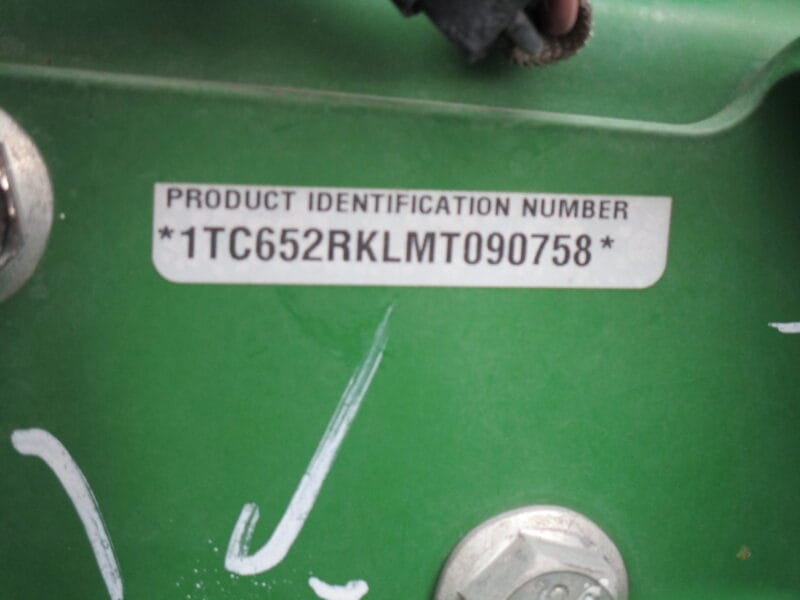 PRODUCT IDENTIFICATION NUMBER
*1TC652RKLMT090758*